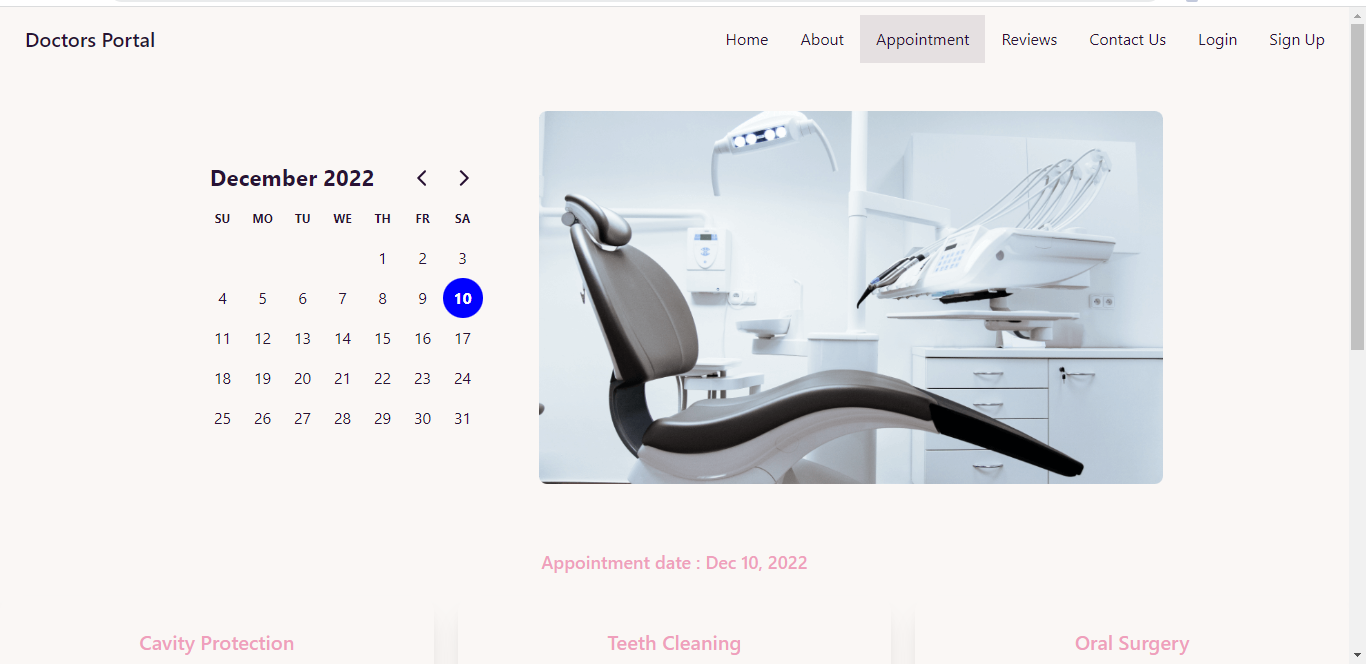 Doctors Portal
Home About Appointment Reviews Contact Us Login Sign Up
December 2022
SU MO TU WE TH FR SA
1 2 3
4 5 6 7 8 9 10
11 12 13 14 15 16 17
18 19 20 21 22 23 24
25 26 27 28 29 30 31
Appointment date : Dec 10, 2022
Cavity Protection
Teeth Cleaning
Oral Surgery